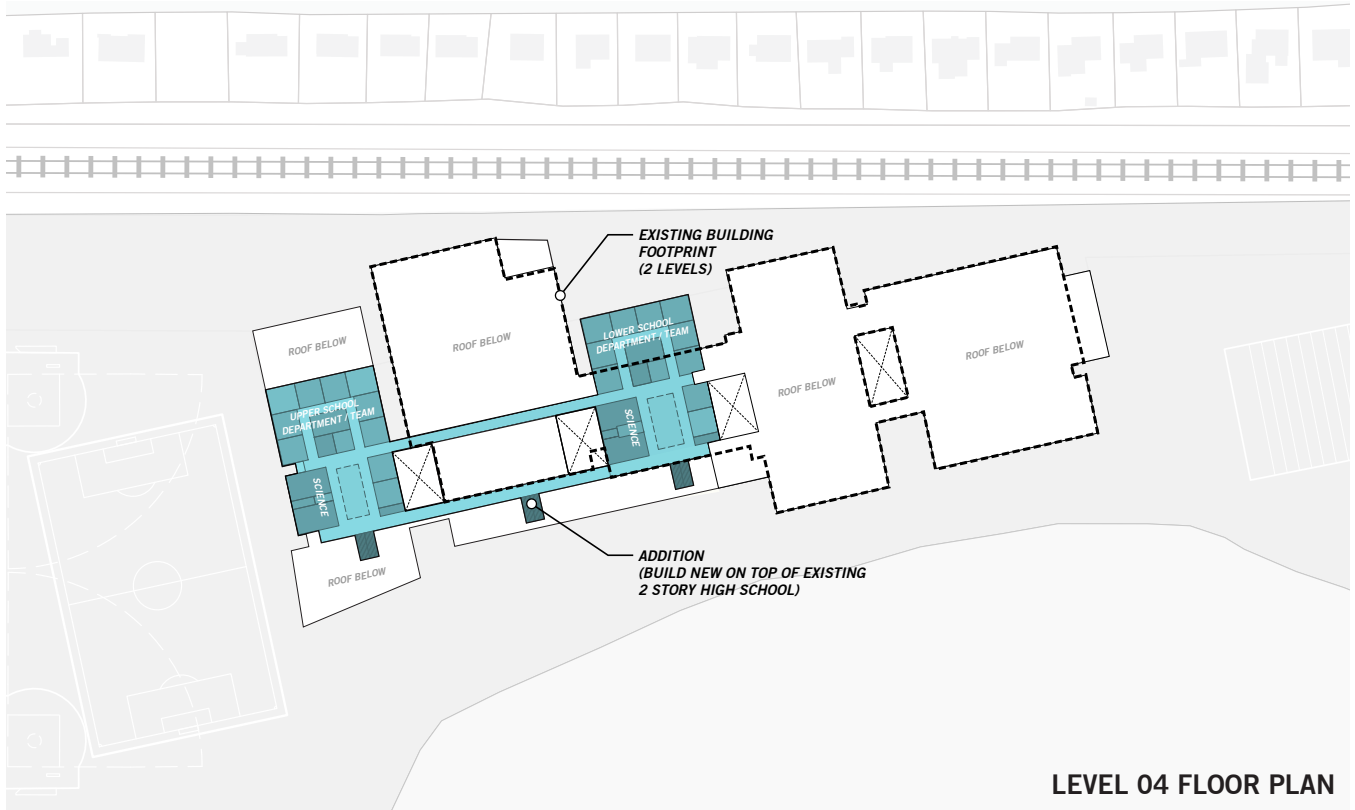 EXISTING BUILDING
FOOTPRINT
(2 LEVELS)
ROOF BELOW
ROOF BELOW
LOWER SCHOOL
DEPARTMENT / TEAM
ROOF BELOW
ROOF BELOW
UPPER SCHOOL
DEPARTMENT / TEAM
SCIENCE
SCIENCE
ROOF BELOW
ADDITION
(BUILD NEW ON TOP OF EXISTING
2 STORY HIGH SCHOOL)
LEVEL 04 FLOOR PLAN